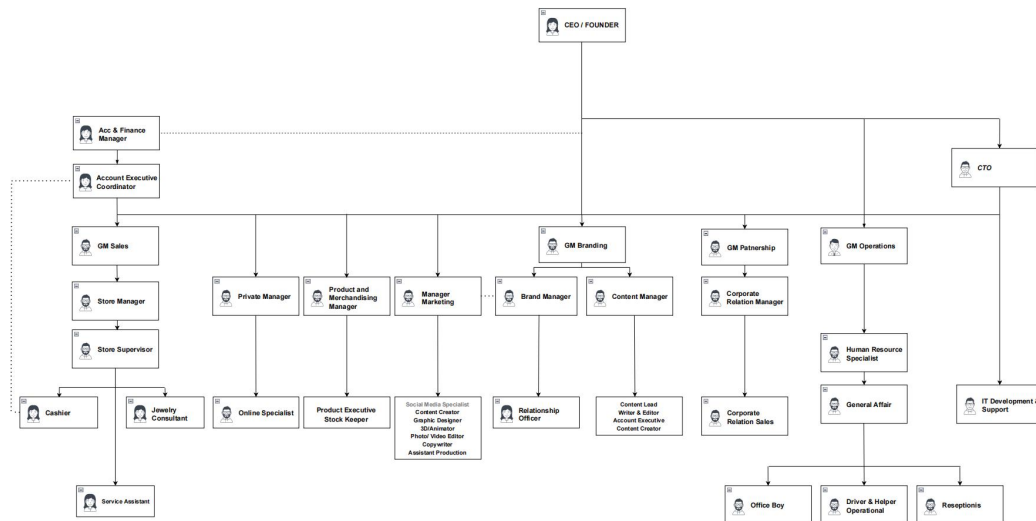 CEO / FOUNDER
Acc & Finance
Manager
Account Executive
Coordinator
CTO
GM Sales
GM Branding
GM Patnership
GM Operations
Store Manager
Private Manager
Product and
Merchandising
Manager
Manager
Marketing
Brand Manager
Content Manager
Corporate
Relation Manager
Store Supervisor
Human Resource
Specialist
Cashier
Jewelry
Consultant
Online Specialist
Product Executive
Stock Keeper
Social Media Specialist
Content Creator
Graphic Designer
3D/Animator
Photo/ Video Editor
Copywriter
Assistant Production
Relationship
Officer
Content Lead
Writer & Editor
Account Executive
Content Creator
Corporate
Relation Sales
General Affair
IT Development &
Support
Service Assistant
Office Boy
Driver & Helper
Operational
Reseptionis